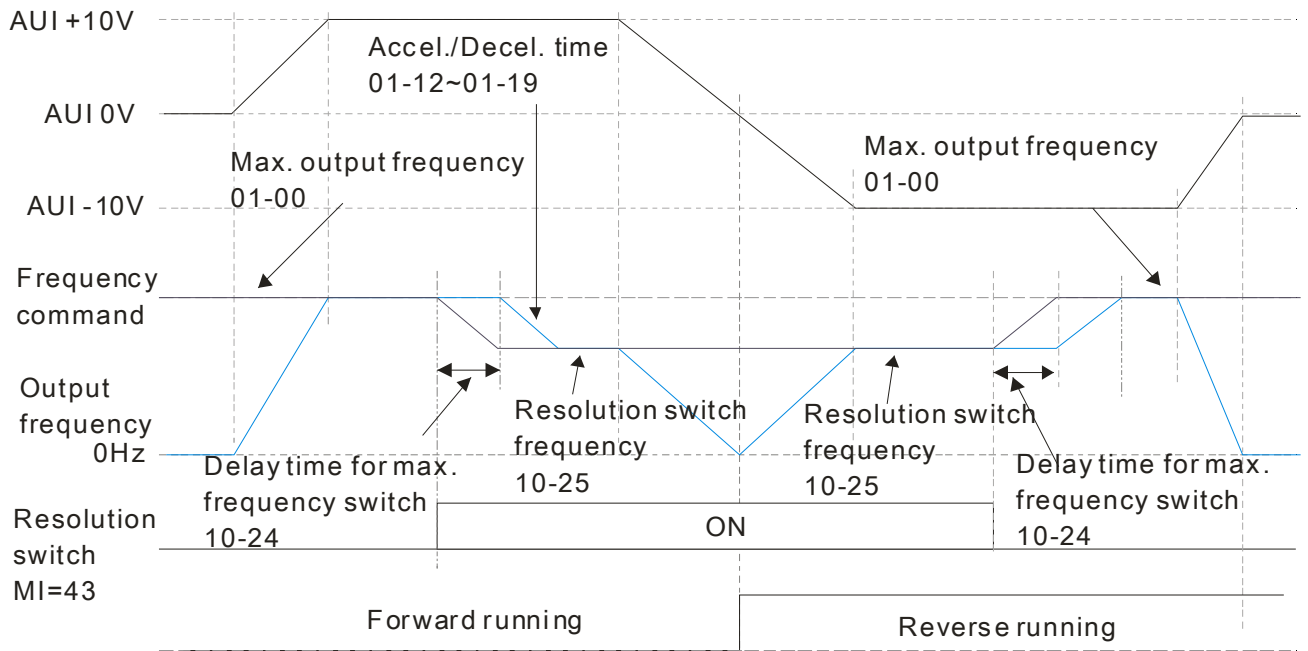 AUI +10V
Accel./Decel. time
01-12~01-19
AUI 0V
Max. output frequency
01-00
Max. output frequency
01-00
AUI -10V
Frequency
command
Output
frequency
0Hz
Resolution switch
frequency
10-25
Resolution switch
frequency
10-25
Delay time for max.
frequency switch
10-24
Delay time for max.
frequency switch
10-24
Resolution
switch
MI=43
ON
Forward running
Reverse running